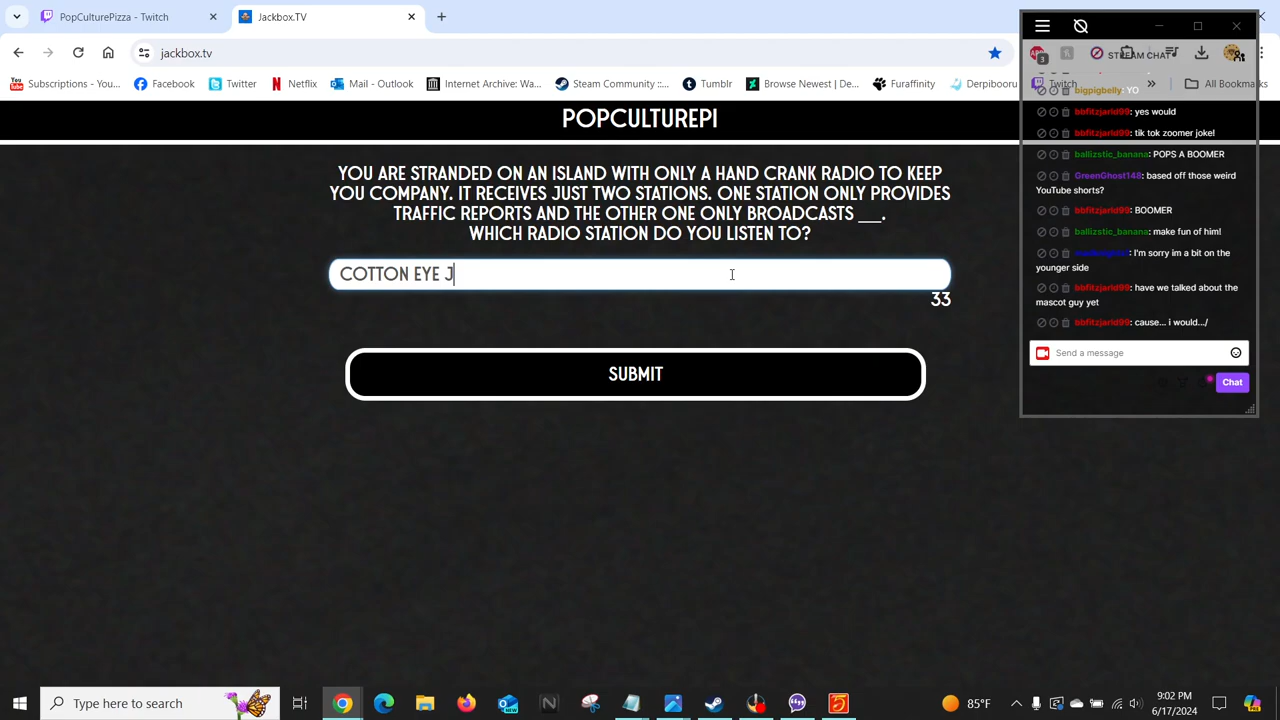 PopCulturePizza - Twitch
Jackbox.TV
jackbox.tv
Subscriptions - You...
Facebook
Twitter
Netflix
Mail - Outlook
Internet Archive: Wa...
Steam Community ::...
Tumblr
Browse Newest | De...
Furaffinity
Derpibooru
Twitch
All Bookmarks
POPCULTUREPI
YOU ARE STRANDED ON AN ISLAND WITH ONLY A HAND CRANK RADIO TO KEEP
YOU COMPANY. IT RECEIVES JUST TWO STATIONS. ONE STATION ONLY PROVIDES
TRAFFIC REPORTS AND THE OTHER ONE ONLY BROADCASTS ___.
WHICH RADIO STATION DO YOU LISTEN TO?
COTTON EYE J
33
SUBMIT
STREAM CHAT
3
bigpigbelly: YO
bbfitzjarld99: yes would
bbfitzjarld99: tik tok zoomer joke!
ballizstic_banana: POPS A BOOMER
GreenGhost148: based off those weird
YouTube shorts?
bbfitzjarld99: BOOMER
ballizstic_banana: make fun of him!
: I'm sorry im a bit on the
younger side
bbfitzjarld99: have we talked about the
mascot guy yet
bbfitzjarld99: cause... i would.../
Send a message
Chat
Type here to search
85°F
9:02 PM
6/17/2024